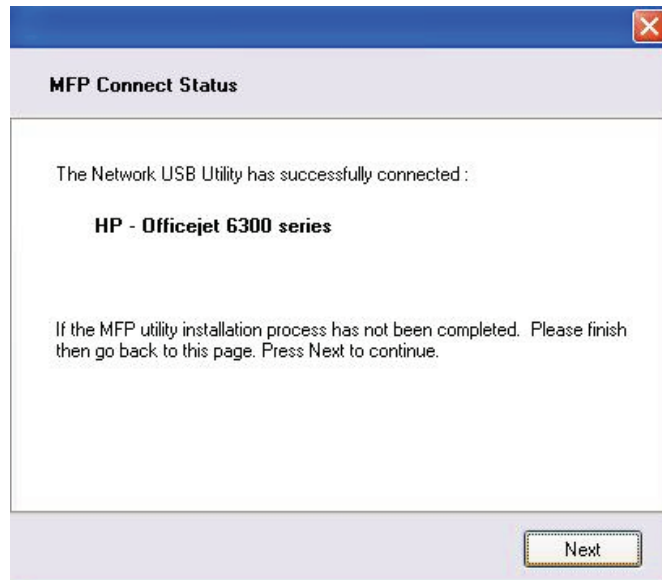 MFP Connect Status
The Network USB Utility has successfully connected :
HP - Officejet 6300 series
If the MFP utility installation process has not been completed.  Please finish
then go back to this page. Press Next to continue.
Next